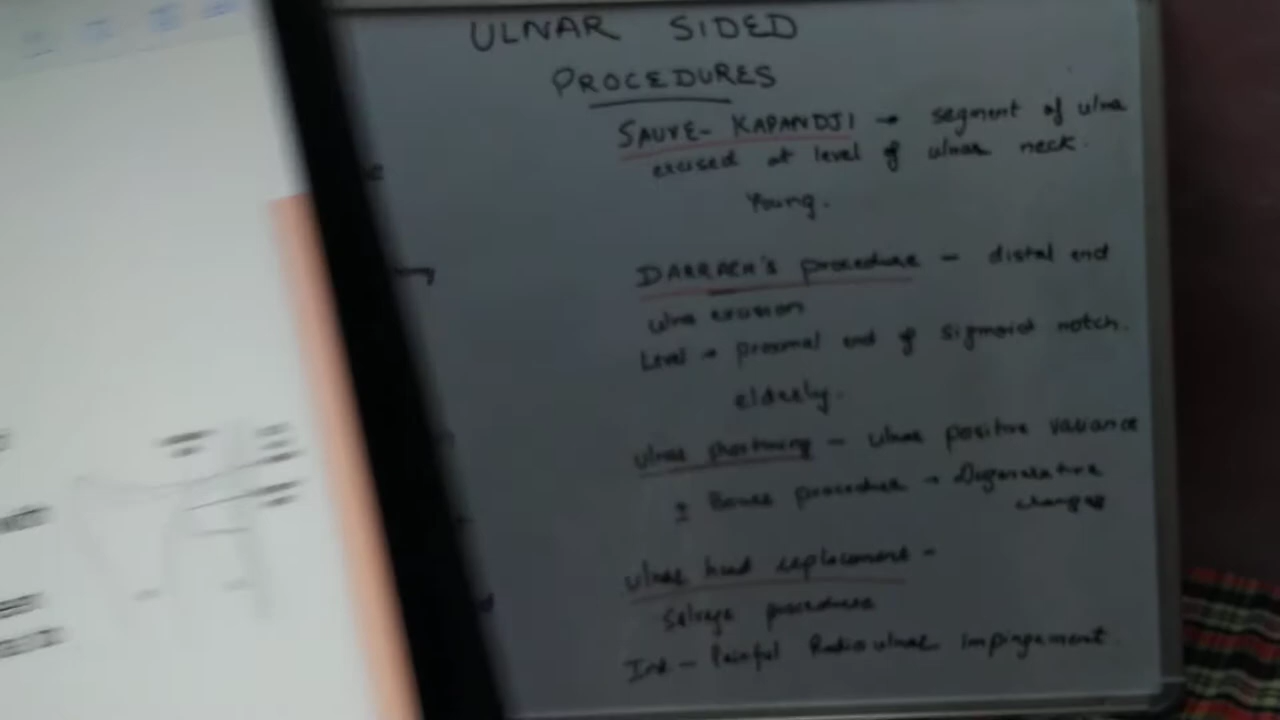 ULNAR SIDED
PROCEDURES
SAUVE- KAPANDJI → segment of ulna
excised at level of ulnar neck.
Young.
DARRACH'S procedure - distal end
ulna excision
Level → proximal end of sigmoid notch.
elderly.
ulnar shortning - ulnar positive variance
± Bower procedure → Degenerative
changes
ulnar head replacement -
Salvage procedure
Ind - Painful Radioulnar impingement